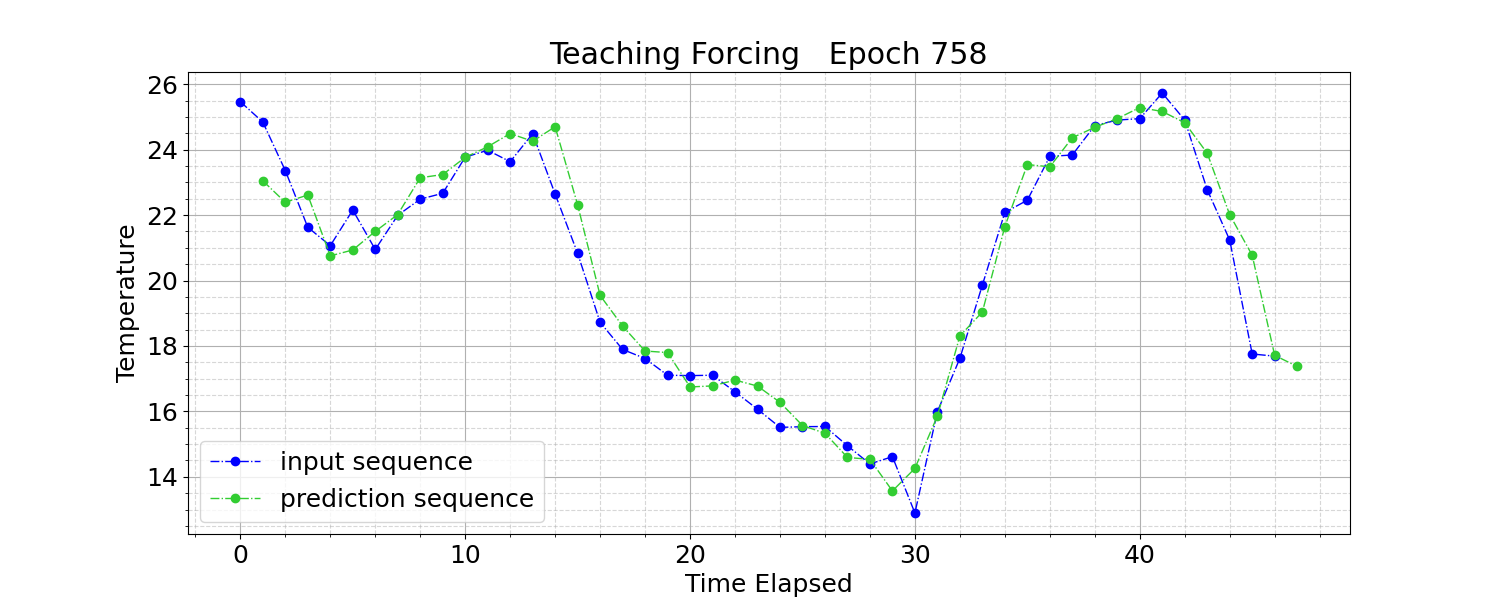 Teaching Forcing   Epoch 758
26
24
22
20
18
16
14
Temperature
input sequence
prediction sequence
0 10 20 30 40
Time Elapsed